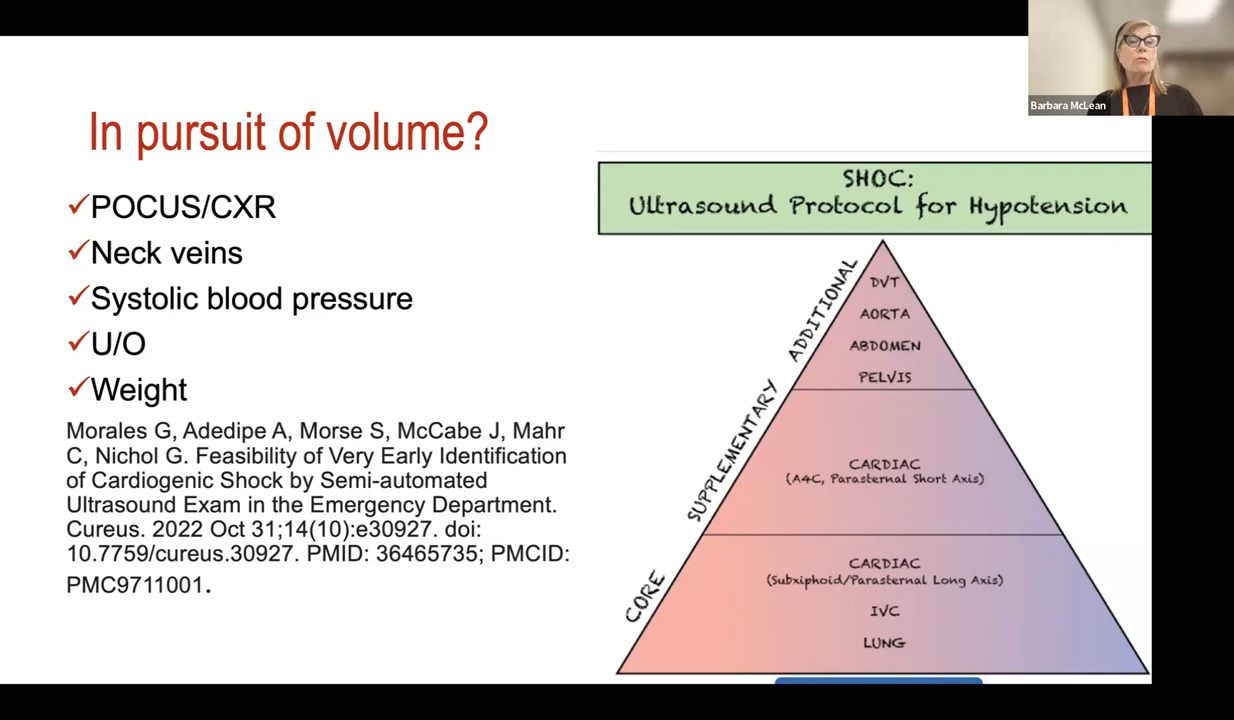 Barbara McLean
In pursuit of volume?
✓POCUS/CXR
✓Neck veins
✓Systolic blood pressure
✓U/O
✓Weight
Morales G, Adedipe A, Morse S, McCabe J, Mahr
C, Nichol G. Feasibility of Very Early Identification
of Cardiogenic Shock by Semi-automated
Ultrasound Exam in the Emergency Department.
Cureus. 2022 Oct 31;14(10):e30927. doi:
10.7759/cureus.30927. PMID: 36465735; PMCID:
PMC9711001.
SHOC:
Ultrasound Protocol for Hypotension
ADDITIONAL
DVT
AORTA
ABDOMEN
PELVIS
SUPPLEMENTARY
CARDIAC
(A4C, Parasternal Short Axis)
CORE
CARDIAC
(Subxiphoid/Parasternal Long Axis)
IVC
LUNG